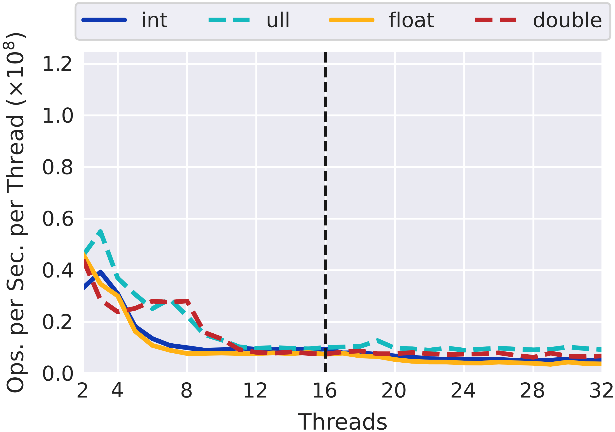 int ull float double
Ops. per Sec. per Thread (×10⁸)
1.2
1.0
0.8
0.6
0.4
0.2
0.0
2 4 8 12 16 20 24 28 32
Threads